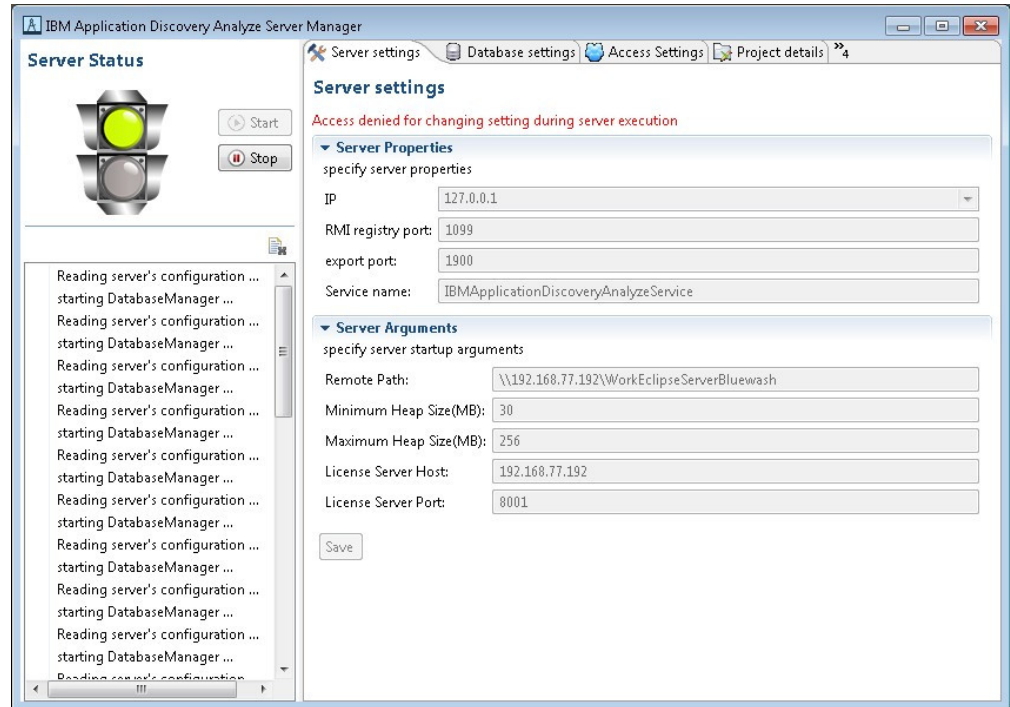 IBM Application Discovery Analyze Server Manager
Server Status
Start
Stop
Reading server's configuration ...
starting DatabaseManager ...
Reading server's configuration ...
starting DatabaseManager ...
Reading server's configuration ...
starting DatabaseManager ...
Reading server's configuration ...
starting DatabaseManager ...
Reading server's configuration ...
starting DatabaseManager ...
Reading server's configuration ...
starting DatabaseManager ...
Reading server's configuration ...
starting DatabaseManager ...
Reading server's configuration ...
starting DatabaseManager ...
Reading server's configuration ...
starting DatabaseManager ...
Reading server's configuration
Server settings Database settings Access Settings Project details »4
Server settings
Access denied for changing setting during server execution
Server Properties
specify server properties
IP 127.0.0.1
RMI registry port: 1099
export port: 1900
Service name: IBMApplicationDiscoveryAnalyzeService
Server Arguments
specify server startup arguments
Remote Path: \\192.168.77.192\WorkEclipseServerBluewash
Minimum Heap Size(MB): 30
Maximum Heap Size(MB): 256
License Server Host: 192.168.77.192
License Server Port: 8001
Save